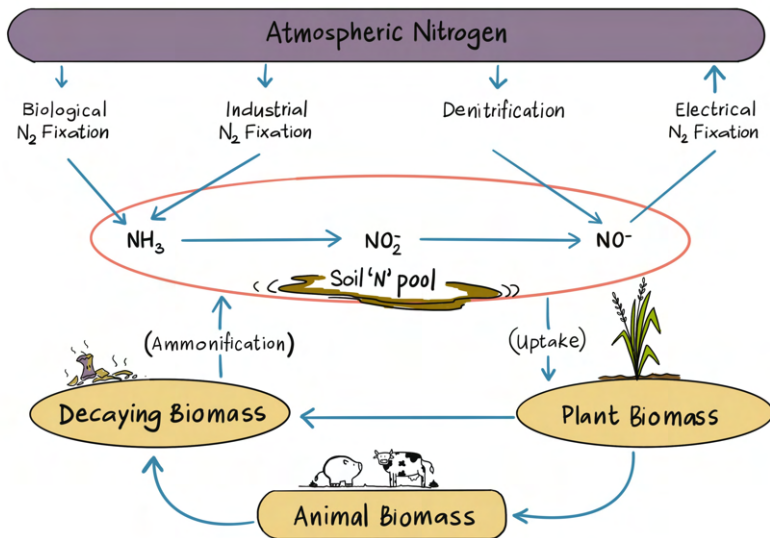 Atmospheric Nitrogen
Biological
N₂ Fixation
Industrial
N₂ Fixation
Denitrification
Electrical
N₂ Fixation
NH₃
NO₂⁻
NO⁻
Soil 'N' pool
(Ammonification)
(Uptake)
Decaying Biomass
Plant Biomass
Animal Biomass